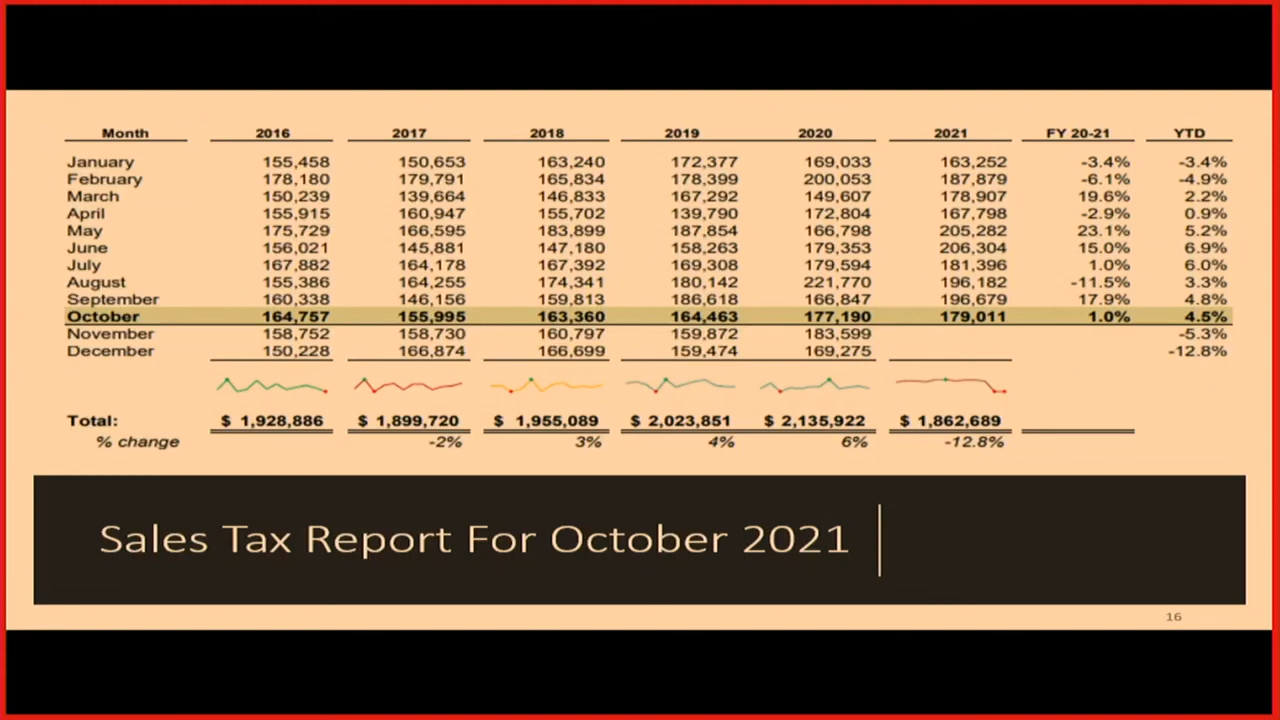 Month 2016 2017 2018 2019 2020 2021 FY 20-21 YTD
January 155,458 150,653 163,240 172,377 169,033 163,252 -3.4% -3.4%
February 178,180 179,791 165,834 178,399 200,053 187,879 -6.1% -4.9%
March 150,239 139,664 146,833 167,292 149,607 178,907 19.6% 2.2%
April 155,915 160,947 155,702 139,790 172,804 167,798 -2.9% 0.9%
May 175,729 166,595 183,899 187,854 166,798 205,282 23.1% 5.2%
June 156,021 145,881 147,180 158,263 179,353 206,304 15.0% 6.9%
July 167,882 164,178 167,392 169,308 179,594 181,396 1.0% 6.0%
August 155,386 164,255 174,341 180,142 221,770 196,182 -11.5% 3.3%
September 160,338 146,156 159,813 186,618 166,847 196,679 17.9% 4.8%
October 164,757 155,995 163,360 164,463 177,190 179,011 1.0% 4.5%
November 158,752 158,730 160,797 159,872 183,599 -5.3%
December 150,228 166,874 166,699 159,474 169,275 -12.8%
Total: $ 1,928,886 $ 1,899,720 $ 1,955,089 $ 2,023,851 $ 2,135,922 $ 1,862,689
% change -2% 3% 4% 6% -12.8%
Sales Tax Report For October 2021
16